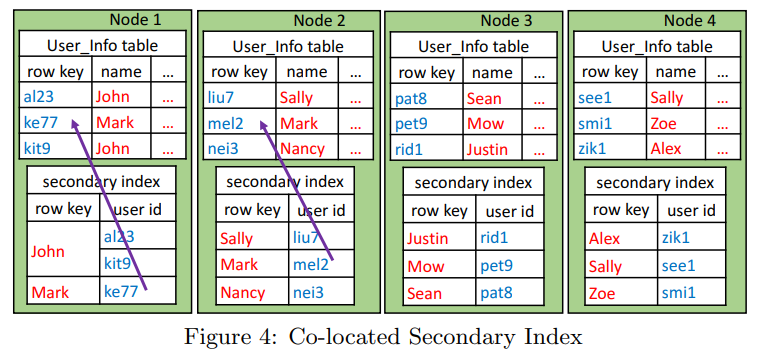 Node 1
User_Info table
row key name ...
al23 John ...
ke77 Mark ...
kit9 John ...
secondary index
row key user id
John al23
kit9
Mark ke77
Node 2
User_Info table
row key name ...
liu7 Sally ...
mel2 Mark ...
nei3 Nancy ...
secondary index
row key user id
Sally liu7
Mark mel2
Nancy nei3
Node 3
User_Info table
row key name ...
pat8 Sean ...
pet9 Mow ...
rid1 Justin ...
secondary index
row key user id
Justin rid1
Mow pet9
Sean pat8
Node 4
User_Info table
row key name ...
see1 Sally ...
smi1 Zoe ...
zik1 Alex ...
secondary index
row key user id
Alex zik1
Sally see1
Zoe smi1
Figure 4: Co-located Secondary Index